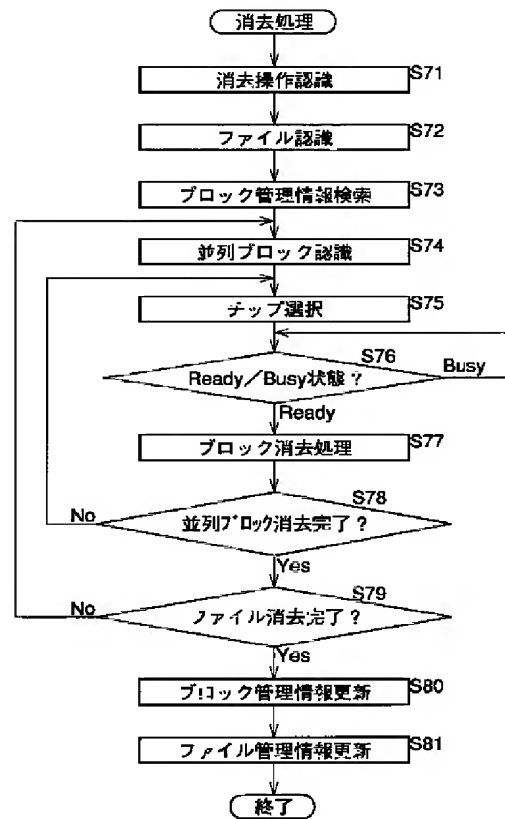 消去処理
消去操作認識 S71
ファイル認識 S72
ブロック管理情報検索 S73
並列ブロック認識 S74
チップ選択 S75
S76
Ready/Busy状態? Busy
Ready
ブロック消去処理 S77
S78
No 並列ブロック消去完了?
Yes
S79
No ファイル消去完了?
Yes
ブロック管理情報更新 S80
ファイル管理情報更新 S81
終了